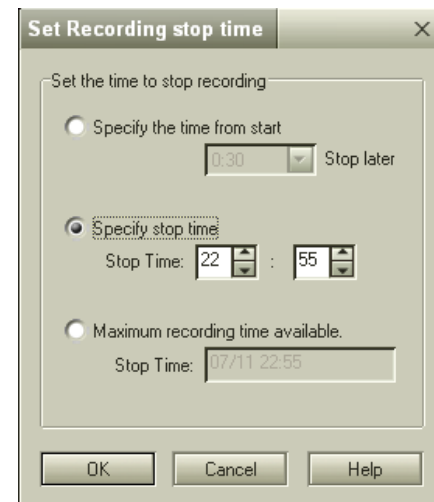 Set Recording stop time
Set the time to stop recording
Specify the time from start
0:30 Stop later
Specify stop time
Stop Time: 22 : 55
Maximum recording time available.
Stop Time: 07/11 22:55
OK Cancel Help